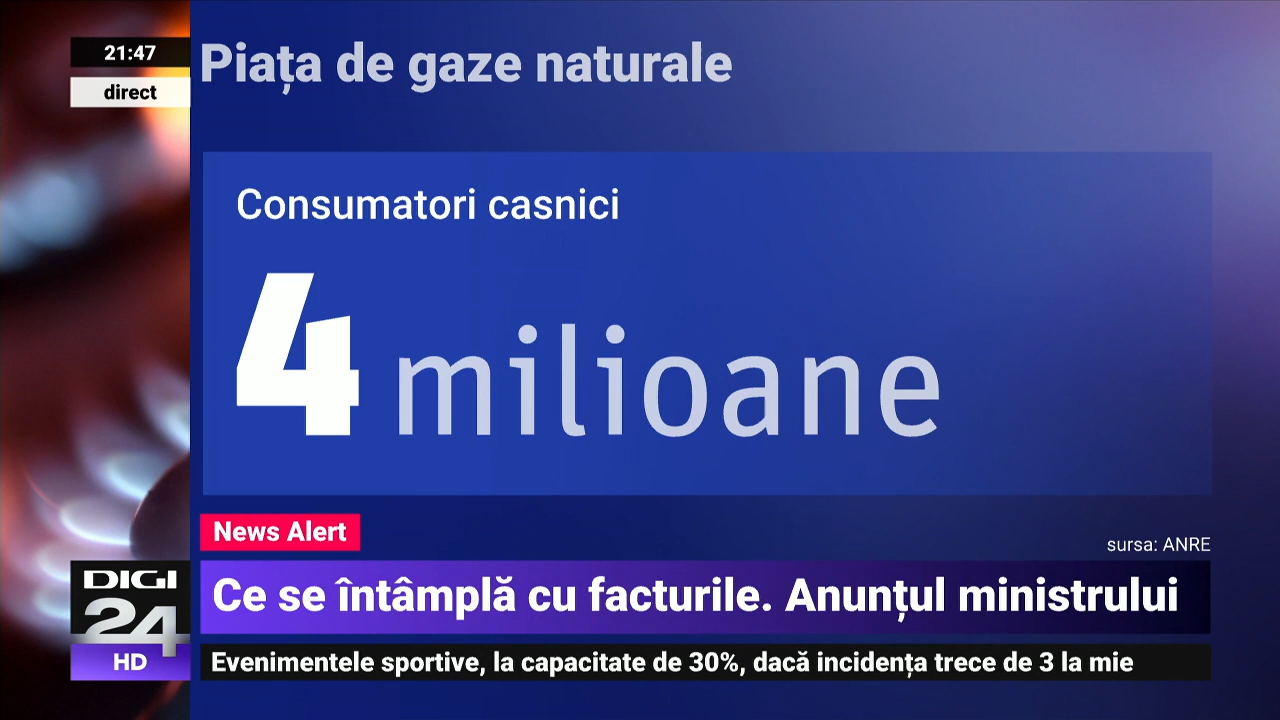 21:47
direct
Piața de gaze naturale
Consumatori casnici
4 milioane
News Alert
sursa: ANRE
DIGI
24
HD
Ce se întâmplă cu facturile. Anunțul ministrului
Evenimentele sportive, la capacitate de 30%, dacă incidența trece de 3 la mie